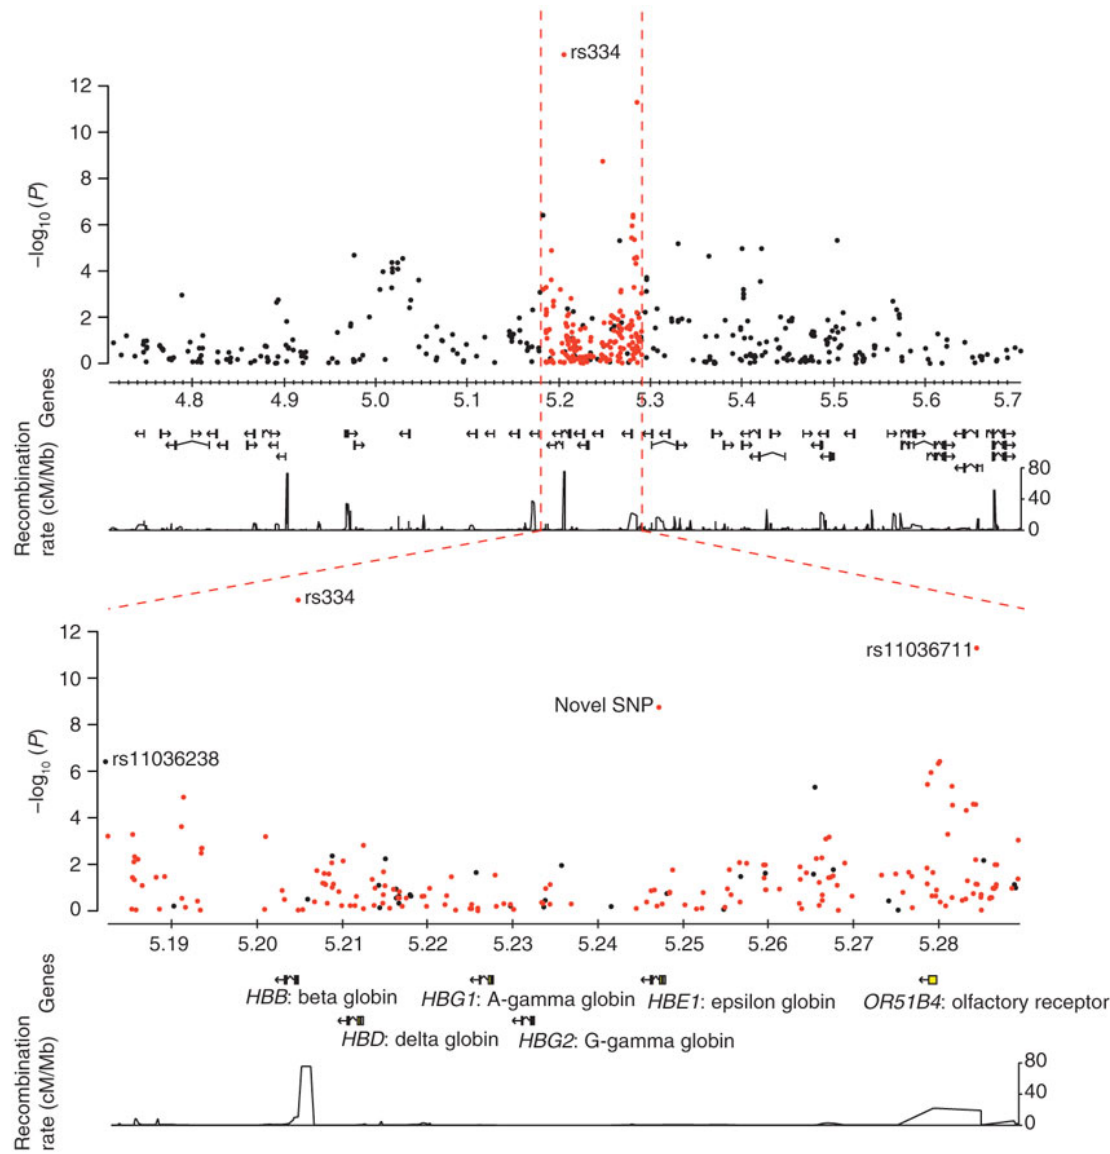 rs334
12
10
8
6
4
2
0
–log10 (P)
4.8 4.9 5.0 5.1 5.2 5.3 5.4 5.5 5.6 5.7
Genes
Recombination
rate (cM/Mb)
80
40
0
rs334
12
10
8
6
4
2
0
–log10 (P)
rs11036711
Novel SNP
rs11036238
5.19 5.20 5.21 5.22 5.23 5.24 5.25 5.26 5.27 5.28
Genes
HBB: beta globin HBG1: A-gamma globin HBE1: epsilon globin OR51B4: olfactory receptor
HBD: delta globin HBG2: G-gamma globin
Recombination
rate (cM/Mb)
80
40
0